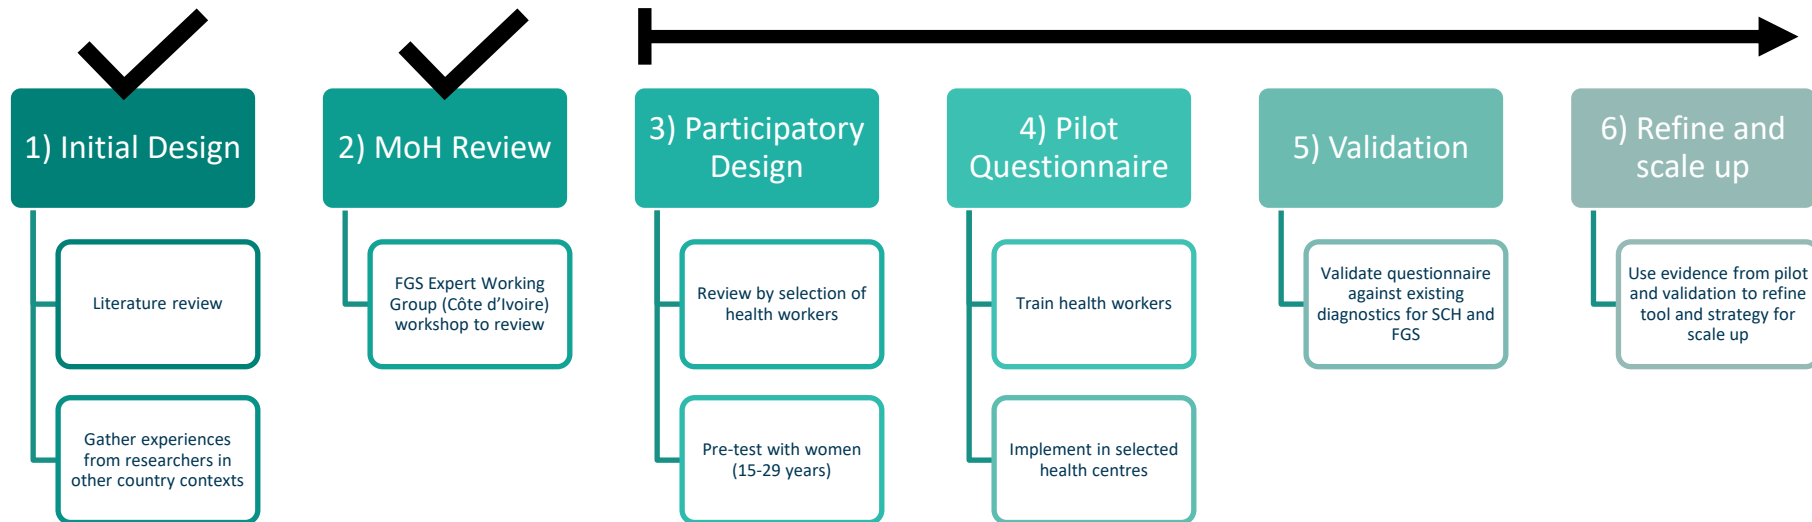 1) Initial Design
Literature review
Gather experiences
from researchers in
other country contexts
2) MoH Review
FGS Expert Working
Group (Côte d’Ivoire)
workshop to review
3) Participatory
Design
Review by selection of
health workers
Pre-test with women
(15-29 years)
4) Pilot
Questionnaire
Train health workers
Implement in selected
health centres
5) Validation
Validate questionnaire
against existing
diagnostics for SCH and
FGS
6) Refine and
scale up
Use evidence from pilot
and validation to refine
tool and strategy for
scale up